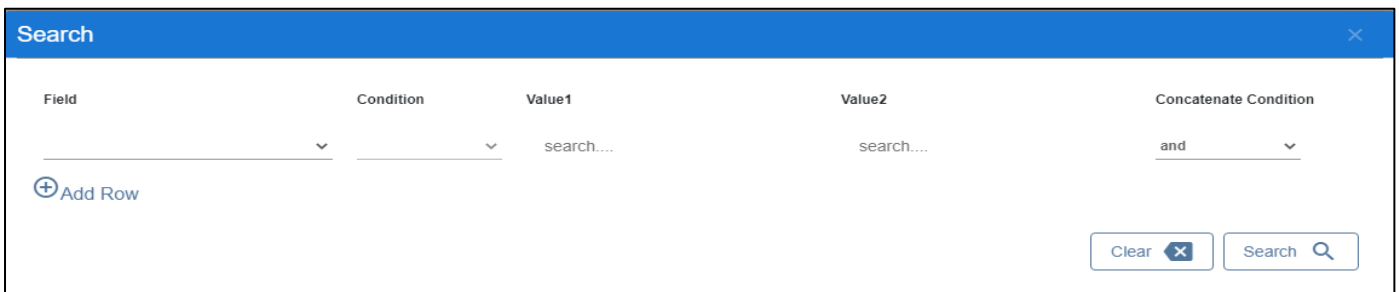 Search
Field Condition Value1 Value2 Concatenate Condition
search.... search.... and
Add Row
Clear Search